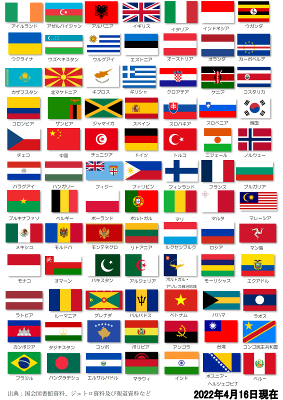 アイルランド アゼルバイジャン アルバニア イギリス イタリア インドネシア ウガンダ
ウクライナ ウズベキスタン ウルグアイ エストニア オーストリア オランダ カーボベルデ
カザフスタン 北マケドニア キプロス ギリシャ クロアチア ケニア コスタリカ
コロンビア ザンビア ジャマイカ スペイン スロバキア スロベニア 韓国
チェコ 中国 チュニジア ドイツ トルコ ニジェール ノルウェー
パラグアイ ハンガリー フィジー フィリピン フィンランド フランス ブルガリア
ブルキナファソ ベルギー ポーランド ポルトガル マリ マルタ マレーシア
メキシコ モルドバ モンテネグロ リトアニア ルクセンブルク ロシア マン島
モナコ オマーン パキスタン アルジェリア ポルトガル・ モーリシャス エクアドル
ラトビア ルーマニア グレナダ バルバドス ベトナム バハマ ラオス
カンボジア タジキスタン コソボ ボリビア アンゴラ 台湾 コンゴ民主共和国
ブラジル バングラデシュ エルサルバドル マラウィ インド ボスニア・ヘルツェゴビナ ペルー
出典：国立国会図書館資料、ジェトロ資料及び報道資料など
2022年4月16日現在